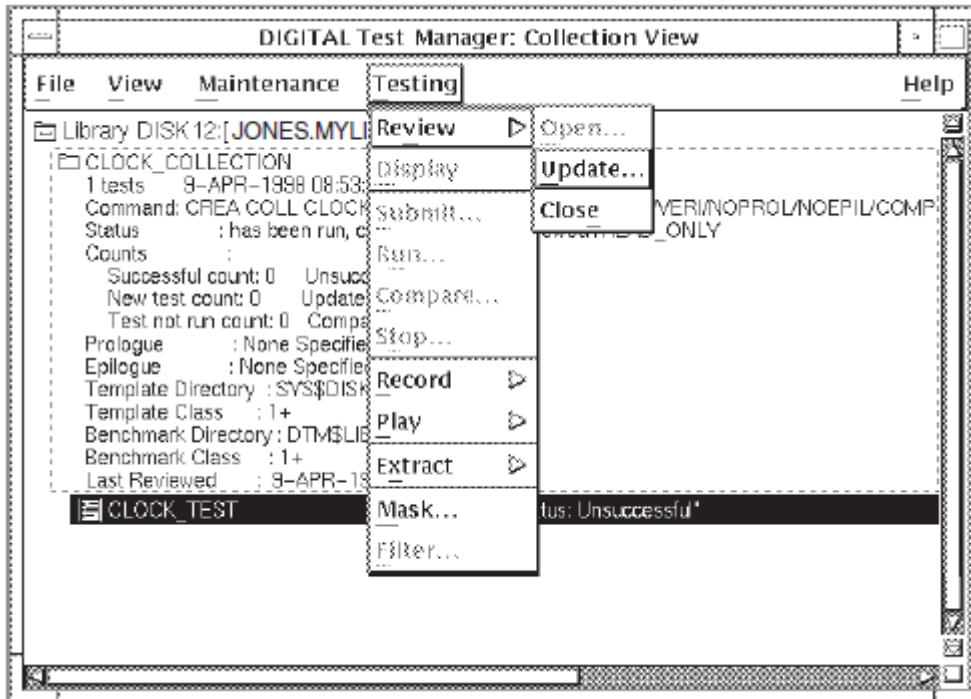 DIGITAL Test Manager: Collection View
File View Maintenance Testing Help
Library DISK12:[JONES.MYLI
CLOCK_COLLECTION
1 tests 9-APR-1998 08:53:
Command: CREA COLL CLOCK /VERI/NOPROL/NOEPIL/COMP
Status : has been run, c _ONLY
Counts :
Successful count: 0 Unsucc
New test count: 0 Update
Test not run count: 0 Compa
Prologue : None Specifie
Epilogue : None Specified
Template Directory : SYS$DISK
Template Class : 1+
Benchmark Directory : DTM$LIB
Benchmark Class : 1+
Last Reviewed : 9-APR-19
CLOCK_TEST tus: Unsuccessful"
Review
Display
Submit...
Run...
Compare...
Stop...
Record
Play
Extract
Mask...
Filter...
Open...
Update...
Close